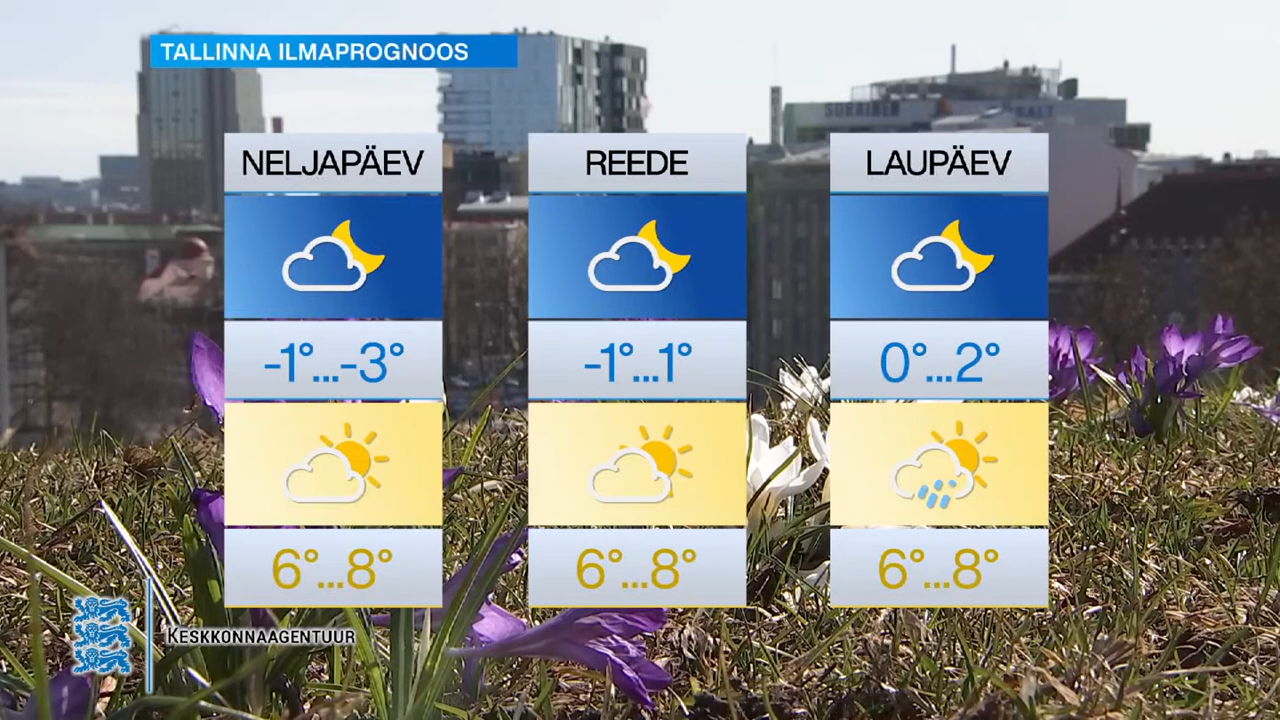 TALLINNA ILMAPROGNOOS
NELJAPÄEV
REEDE
LAUPÄEV
-1°...-3°
-1°...1°
0°...2°
6°...8°
6°...8°
6°...8°
KESKKONNAAGENTUUR